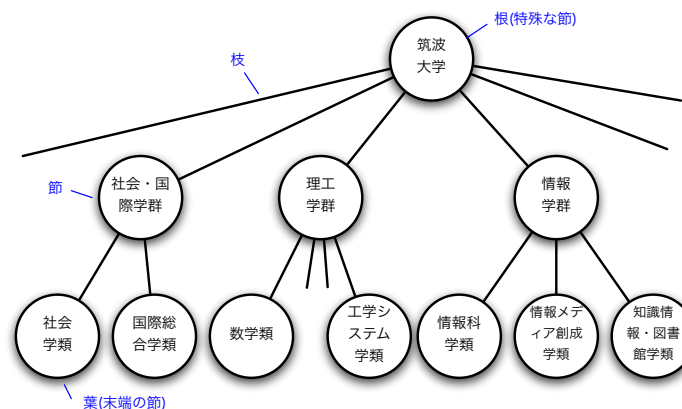 根(特殊な節)
筑波
大学
枝
節
社会・国
際学群
理工
学群
情報
学群
社会
学類
国際総
合学類
数学類
工学シ
ステム
学類
情報科
学類
情報メデ
ィア創成
学類
知識情
報・図書
館学類
葉(末端の節)